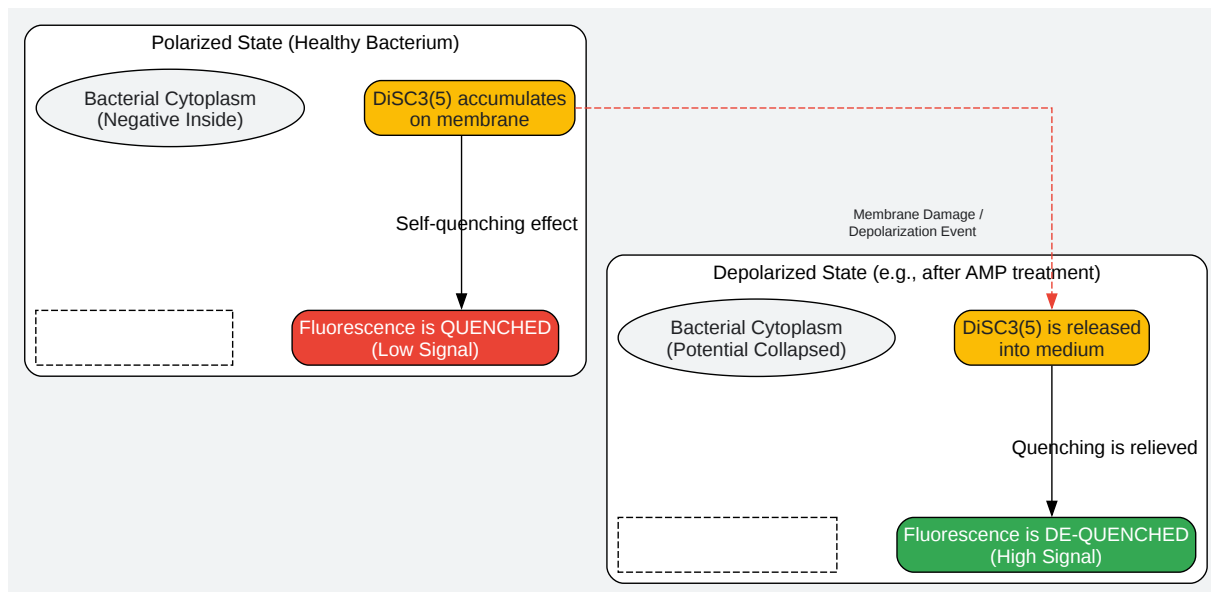 Polarized State (Healthy Bacterium)
Bacterial Cytoplasm
(Negative Inside)
DiSC3(5) accumulates
on membrane
Self-quenching effect
Fluorescence is QUENCHED
(Low Signal)
Membrane Damage /
Depolarization Event
Depolarized State (e.g., after AMP treatment)
Bacterial Cytoplasm
(Potential Collapsed)
DiSC3(5) is released
into medium
Quenching is relieved
Fluorescence is DE-QUENCHED
(High Signal)